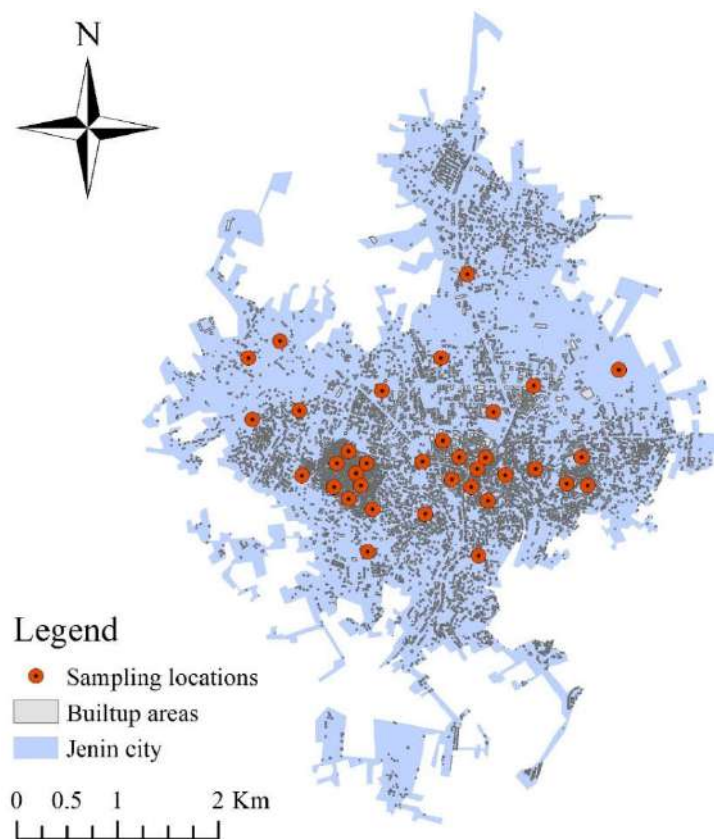 N
Legend
Sampling locations
Builtup areas
Jenin city
0 0.5 1 2 Km